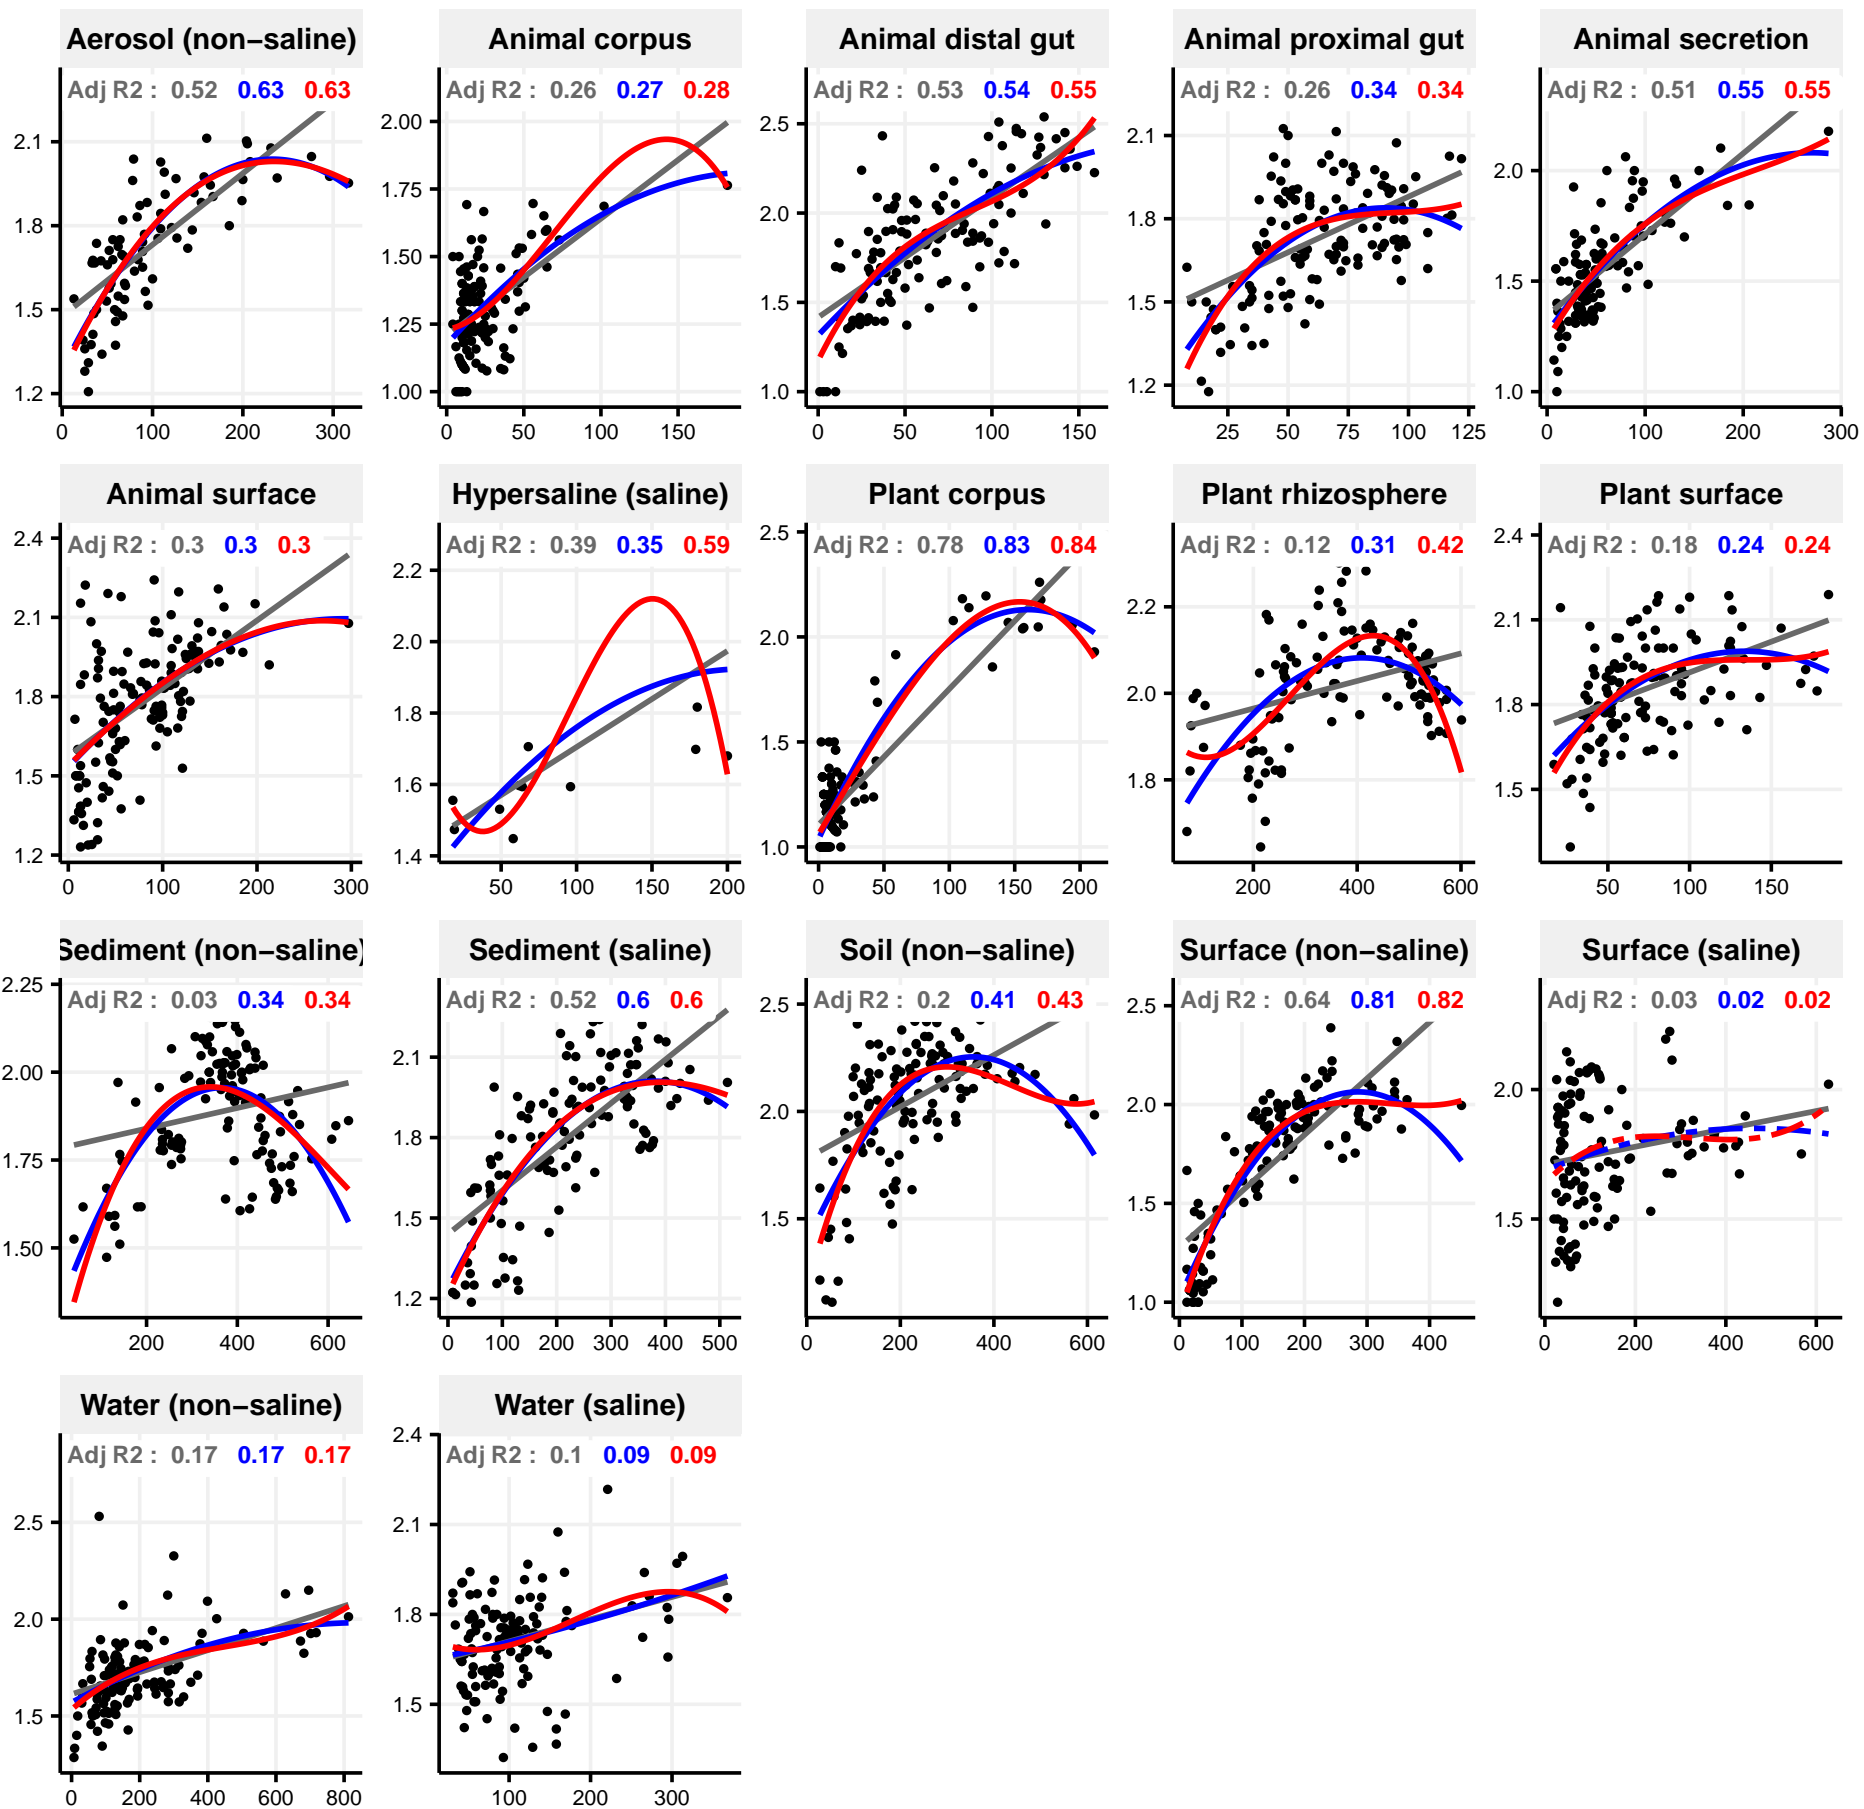 Aerosol (non−saline) Animal corpus Animal distal gut Animal proximal gut Animal secretion
Adj R2 : 0.52 0.63 0.63 Adj R2 : 0.26 0.27 0.28 Adj R2 : 0.53 0.54 0.55 Adj R2 : 0.26 0.34 0.34 Adj R2 : 0.51 0.55 0.55
2.1 2.00 2.5 2.1 2.0
1.8 1.75 2.0 1.8 1.5
1.5 1.50 1.5 1.5 1.0
1.2 1.25 1.0 1.2
1.00
0 100 200 300 0 50 100 150 0 50 100 150 25 50 75 100 125 0 100 200 300
Animal surface Hypersaline (saline) Plant corpus Plant rhizosphere Plant surface
Adj R2 : 0.3 0.3 0.3 Adj R2 : 0.39 0.35 0.59 Adj R2 : 0.78 0.83 0.84 Adj R2 : 0.12 0.31 0.42 Adj R2 : 0.18 0.24 0.24
2.4 2.2 2.5 2.2 2.4
2.1 2.0 2.0 2.0 2.1
1.8 1.8 1.5 1.8 1.8
1.5 1.6 1.0 1.5
1.2 1.4
0 100 200 300 50 100 150 200 0 50 100 150 200 200 400 600 50 100 150
Sediment (non−saline) Sediment (saline) Soil (non−saline) Surface (non−saline) Surface (saline)
Adj R2 : 0.03 0.34 0.34 Adj R2 : 0.52 0.6 0.6 Adj R2 : 0.2 0.41 0.43 Adj R2 : 0.64 0.81 0.82 Adj R2 : 0.03 0.02 0.02
2.25 2.1 2.5 2.5 2.0
2.00 1.8 2.0 2.0 1.5
1.75 1.5 1.5 1.5
1.50 1.2 1.0
200 400 600 0 100 200 300 400 500 0 200 400 600 0 100 200 300 400 0 200 400 600
Water (non−saline) Water (saline)
Adj R2 : 0.17 0.17 0.17 Adj R2 : 0.1 0.09 0.09
2.5 2.4
2.0 2.1
1.5 1.8
1.5
0 200 400 600 800 100 200 300